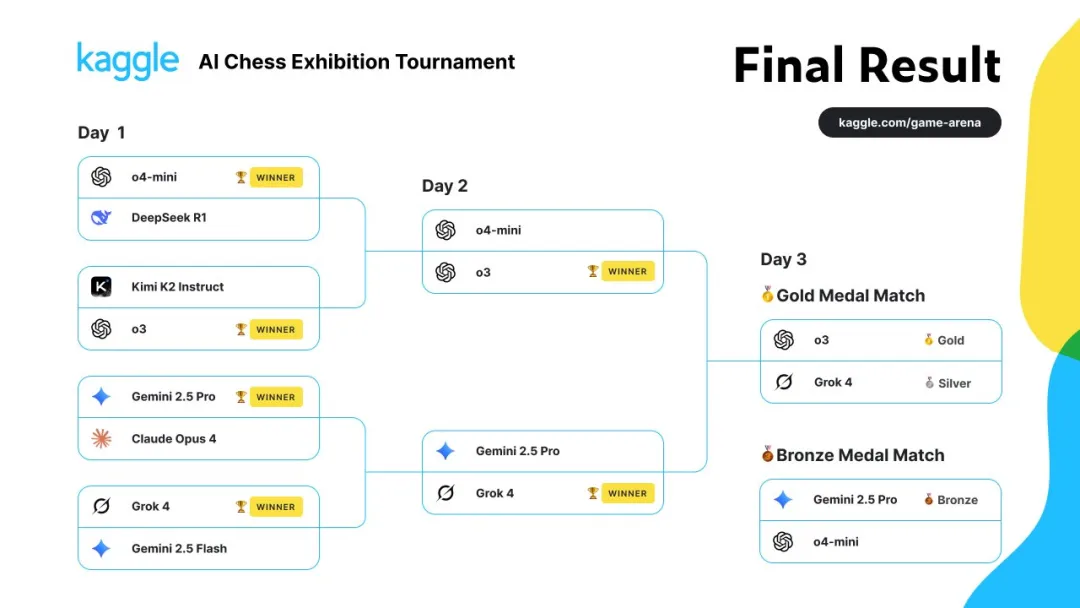 kaggle AI Chess Exhibition Tournament
Final Result
kaggle.com/game-arena
Day 1
o4-mini WINNER
DeepSeek R1
Kimi K2 Instruct
o3 WINNER
Gemini 2.5 Pro WINNER
Claude Opus 4
Grok 4 WINNER
Gemini 2.5 Flash
Day 2
o4-mini
o3 WINNER
Gemini 2.5 Pro
Grok 4 WINNER
Day 3
Gold Medal Match
o3 Gold
Grok 4 Silver
Bronze Medal Match
Gemini 2.5 Pro Bronze
o4-mini